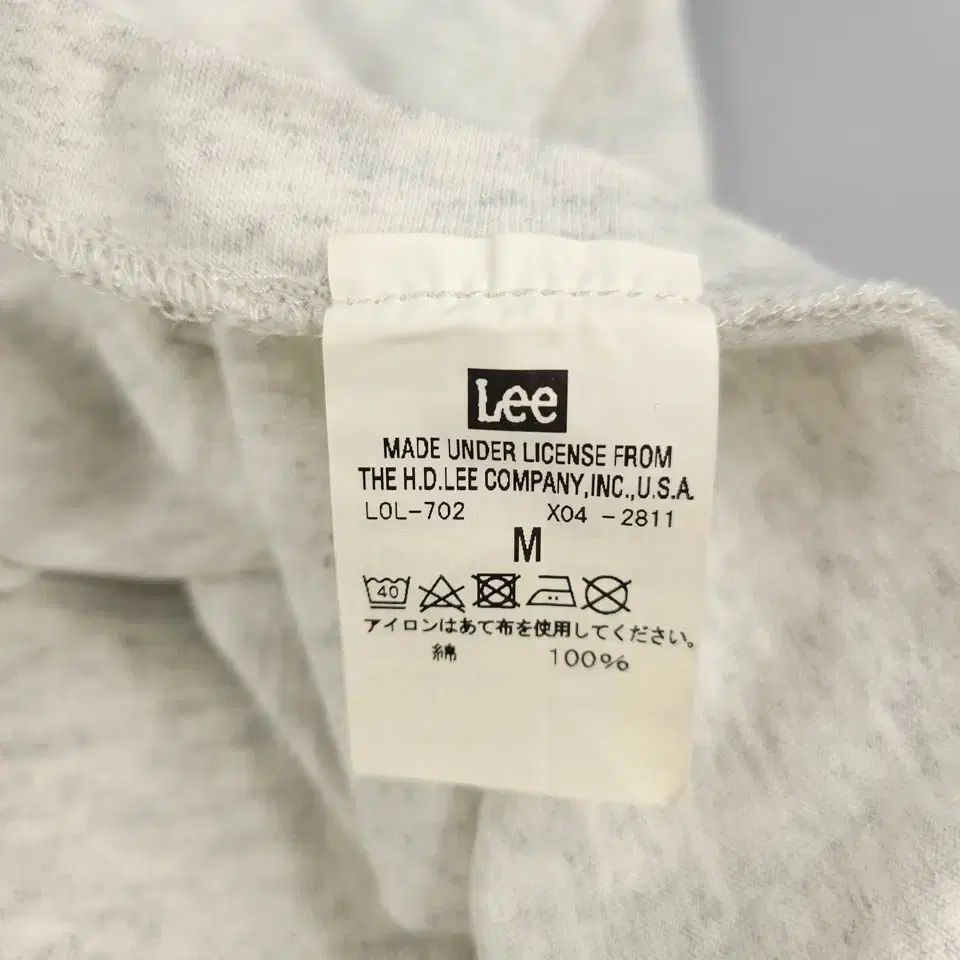 Lee
MADE UNDER LICENSE FROM
THE H.D.LEE COMPANY,INC.,U.S.A.
LOL-702 X04 -2811
M
40
アイロンはあて布を使用してください。
綿 100%